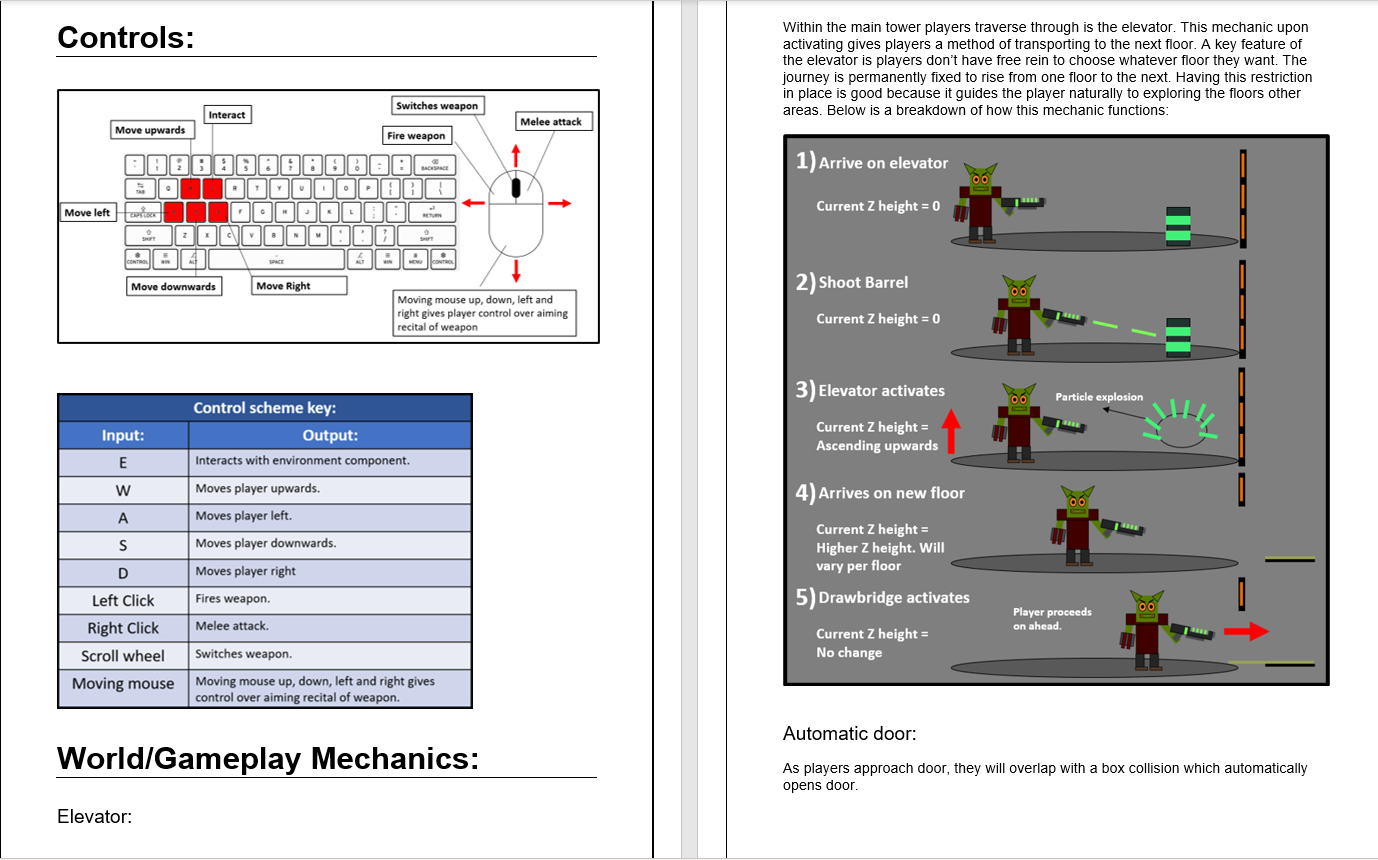 Controls:
Switches weapon
Interact
Melee attack
Move upwards
Fire weapon
BACKSPACE
TAB
Q
R
T
Y
U
I
O
P
Move left
CAPS LOCK
F
G
H
J
K
L
RETURN
SHIFT
Z
X
C
V
B
N
M
SHIFT
CONTROL
WIN
ALT
SPACE
ALT
WIN
MENU
CONTROL
Move downwards
Move Right
Moving mouse up, down, left and
right gives player control over aiming
recital of weapon
Control scheme key:
Input: Output:
E Interacts with environment component.
W Moves player upwards.
A Moves player left.
S Moves player downwards.
D Moves player right
Left Click Fires weapon.
Right Click Melee attack.
Scroll wheel Switches weapon.
Moving mouse Moving mouse up, down, left and right gives
control over aiming recital of weapon.
World/Gameplay Mechanics:
Elevator:
Within the main tower players traverse through is the elevator. This mechanic upon
activating gives players a method of transporting to the next floor. A key feature of
the elevator is players don’t have free rein to choose whatever floor they want. The
journey is permanently fixed to rise from one floor to the next. Having this restriction
in place is good because it guides the player naturally to exploring the floors other
areas. Below is a breakdown of how this mechanic functions:
1) Arrive on elevator
Current Z height = 0
2) Shoot Barrel
Current Z height = 0
3) Elevator activates
Particle explosion
Current Z height =
Ascending upwards
4) Arrives on new floor
Current Z height =
Higher Z height. Will
vary per floor
5) Drawbridge activates
Player proceeds
on ahead.
Current Z height =
No change
Automatic door:
As players approach door, they will overlap with a box collision which automatically
opens door.